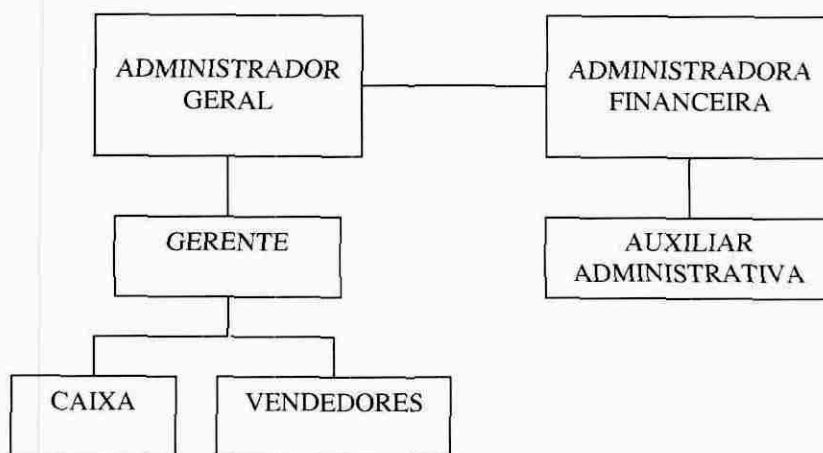 ADMINISTRADOR
GERAL
ADMINISTRADORA
FINANCEIRA
GERENTE
AUXILIAR
ADMINISTRATIVA
CAIXA
VENDEDORES